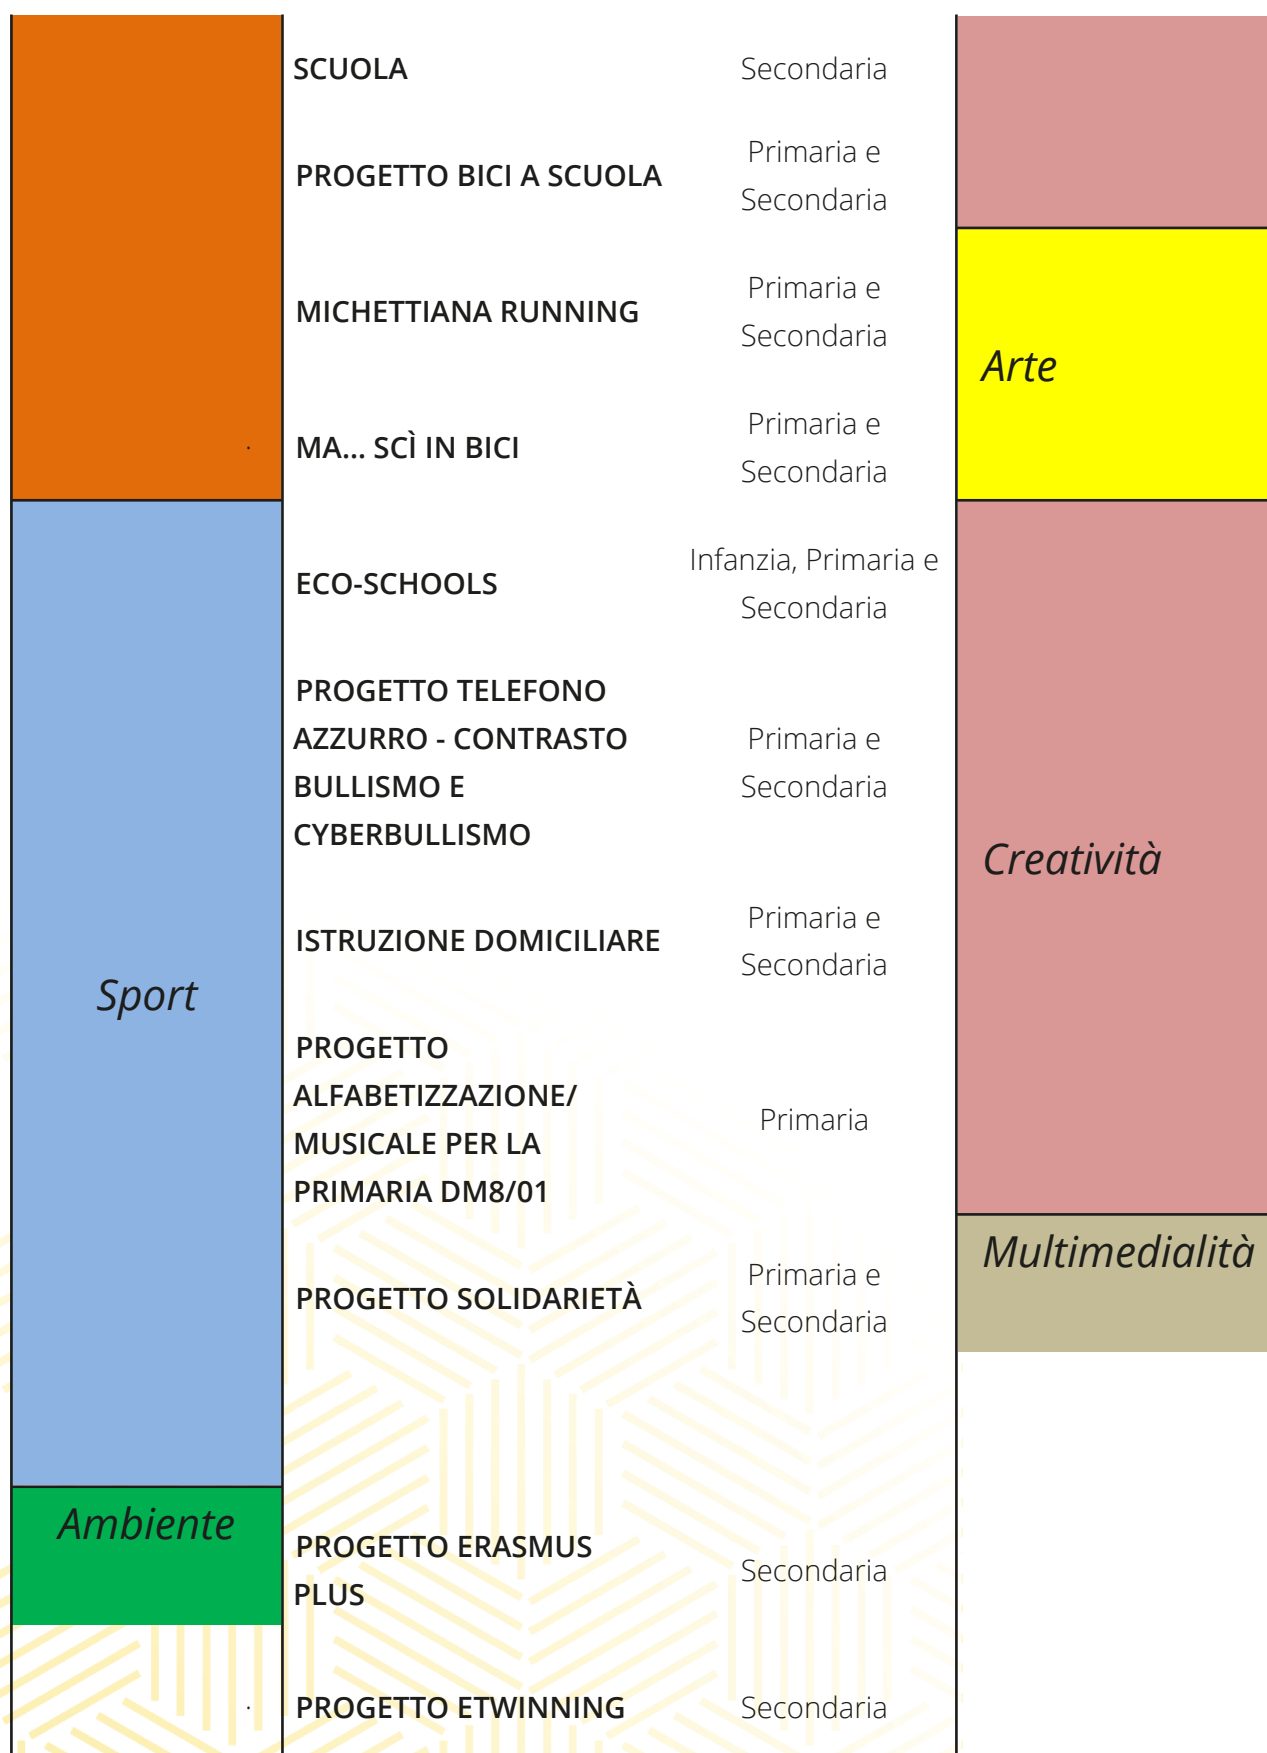 SCUOLA
Secondaria
PROGETTO BICI A SCUOLA
Primaria e
Secondaria
MICHETTIANA RUNNING
Primaria e
Secondaria
Arte
MA... SCÌ IN BICI
Primaria e
Secondaria
ECO-SCHOOLS
Infanzia, Primaria e
Secondaria
PROGETTO TELEFONO
AZZURRO - CONTRASTO
BULLISMO E
CYBERBULLISMO
Primaria e
Secondaria
Creatività
ISTRUZIONE DOMICILIARE
Primaria e
Secondaria
Sport
PROGETTO
ALFABETIZZAZIONE/
MUSICALE PER LA
PRIMARIA DM8/01
Primaria
Multimedialità
PROGETTO SOLIDARIETÀ
Primaria e
Secondaria
Ambiente
PROGETTO ERASMUS
PLUS
Secondaria
PROGETTO ETWINNING
Secondaria